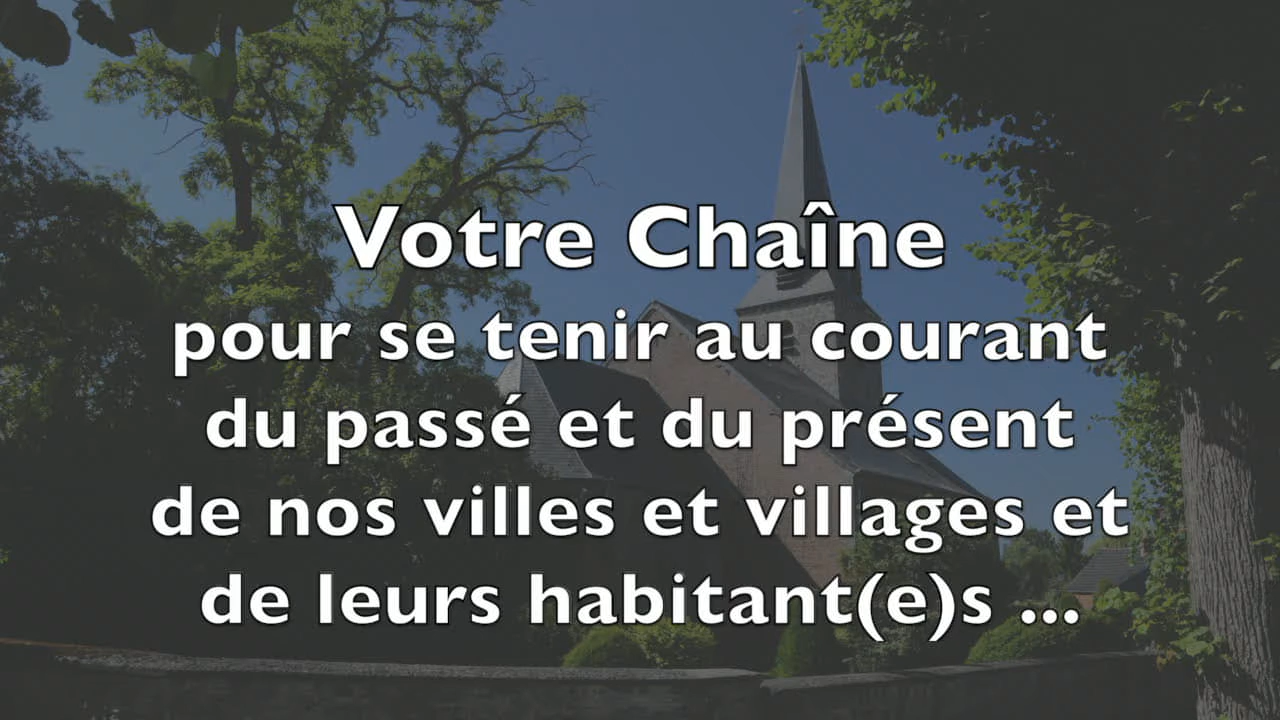 Votre Chaîne
pour se tenir au courant
du passé et du présent
de nos villes et villages et
de leurs habitant(e)s ...